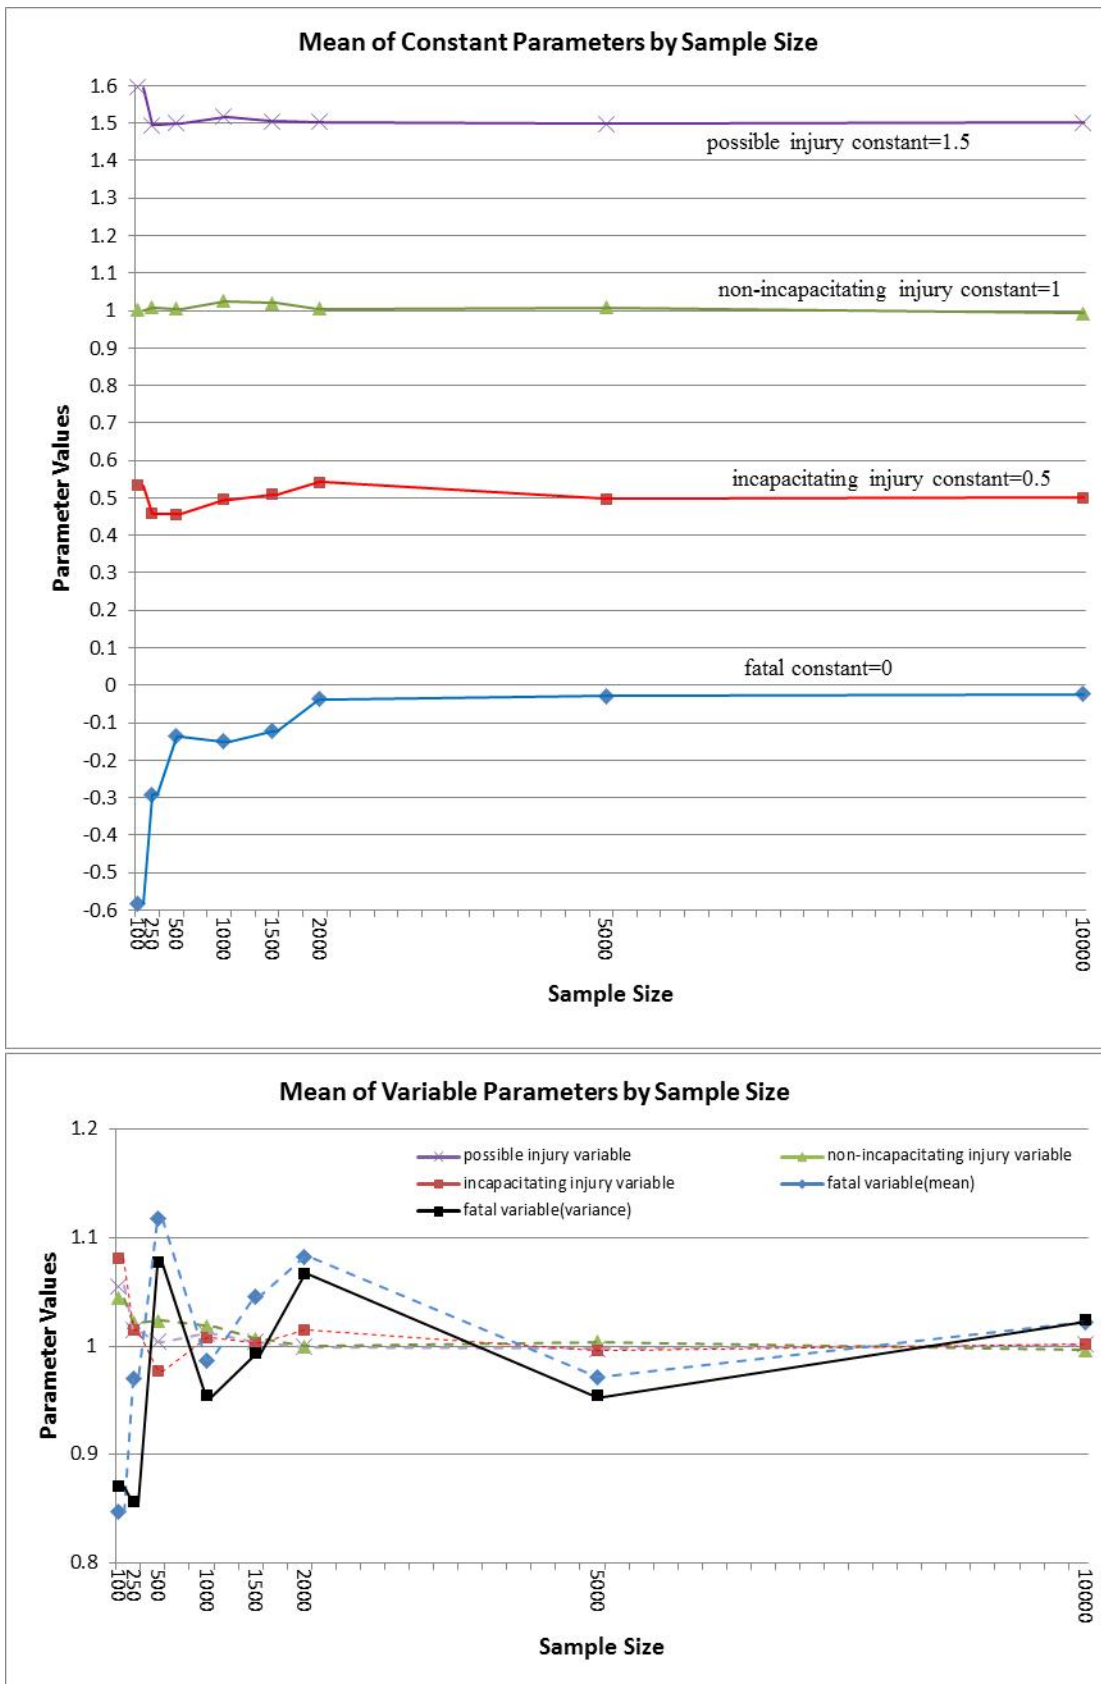 Mean of Constant Parameters by Sample Size
1.6
1.5
possible injury constant=1.5
1.4
1.3
1.2
1.1
non-incapacitating injury constant=1
1
0.9
0.8
0.7
0.6
incapacitating injury constant=0.5
0.5
0.4
0.3
0.2
0.1
fatal constant=0
0
-0.1
-0.2
-0.3
-0.4
-0.5
-0.6
Parameter Values
100 250 500 1000 1500 2000 5000 10000
Sample Size
Mean of Variable Parameters by Sample Size
1.2
possible injury variable non-incapacitating injury variable
incapacitating injury variable fatal variable(mean)
fatal variable(variance)
1.1
1
0.9
0.8
Parameter Values
100 250 500 1000 1500 2000 5000 10000
Sample Size